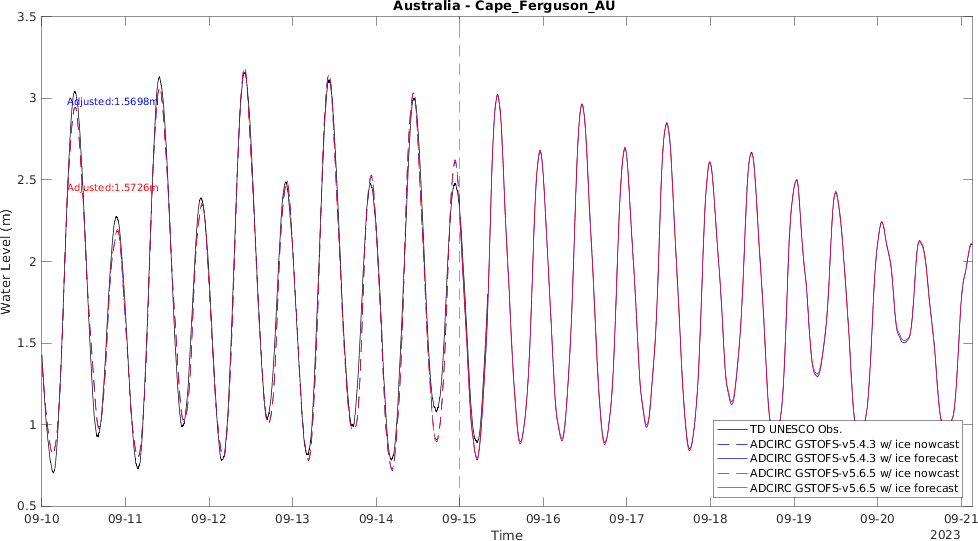 Australia - Cape_Ferguson_AU
3.5
3
2.5
2
1.5
1
0.5
Water Level (m)
Adjusted:1.5698m
Adjusted:1.5726m
TD UNESCO Obs.
ADCIRC GSTOFS-v5.4.3 w/ ice nowcast
ADCIRC GSTOFS-v5.4.3 w/ ice forecast
ADCIRC GSTOFS-v5.6.5 w/ ice nowcast
ADCIRC GSTOFS-v5.6.5 w/ ice forecast
09-10 09-11 09-12 09-13 09-14 09-15 09-16 09-17 09-18 09-19 09-20 09-21
Time
2023